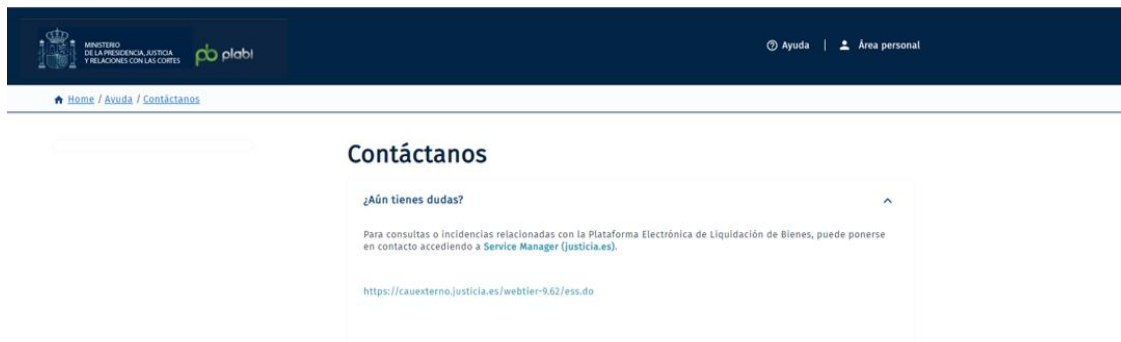 MINISTERIO
DE LA PRESIDENCIA, JUSTICIA
Y RELACIONES CON LAS CORTES
pb plabi
Ayuda | Área personal
Home / Ayuda / Contáctanos
Contáctanos
¿Aún tienes dudas?
Para consultas o incidencias relacionadas con la Plataforma Electrónica de Liquidación de Bienes, puede ponerse
en contacto accediendo a Service Manager (justicia.es).
https://cauexterno.justicia.es/webtier-9.62/ess.do